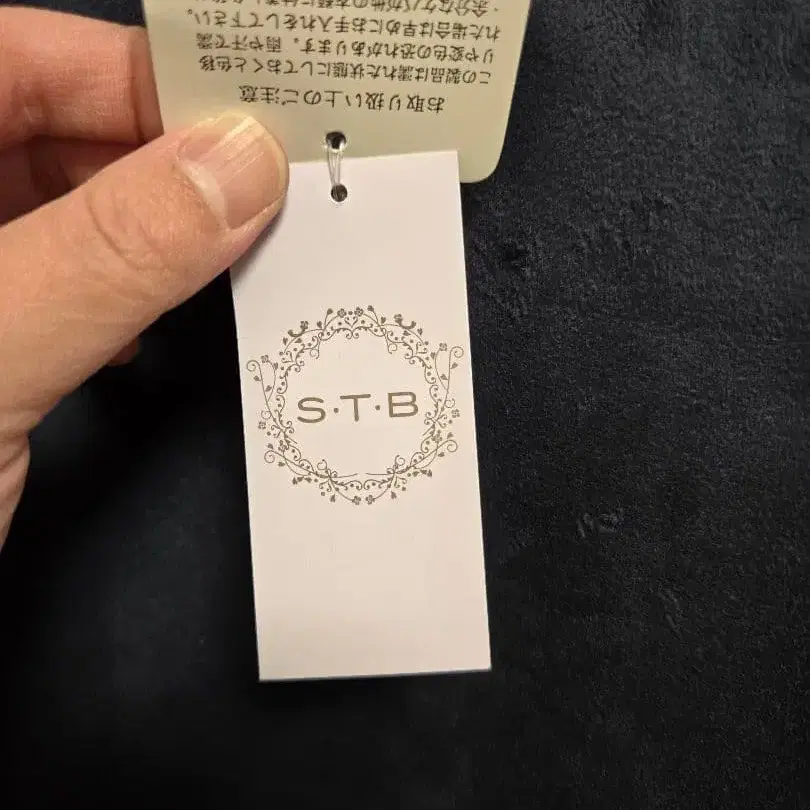 お取り扱い上のご注意
この製品は濡れた状態にしておくと色移
りや変色の恐れがあります。雨や汗で濡
れた場合は早めにお手入れをして下さい。
S·T·B